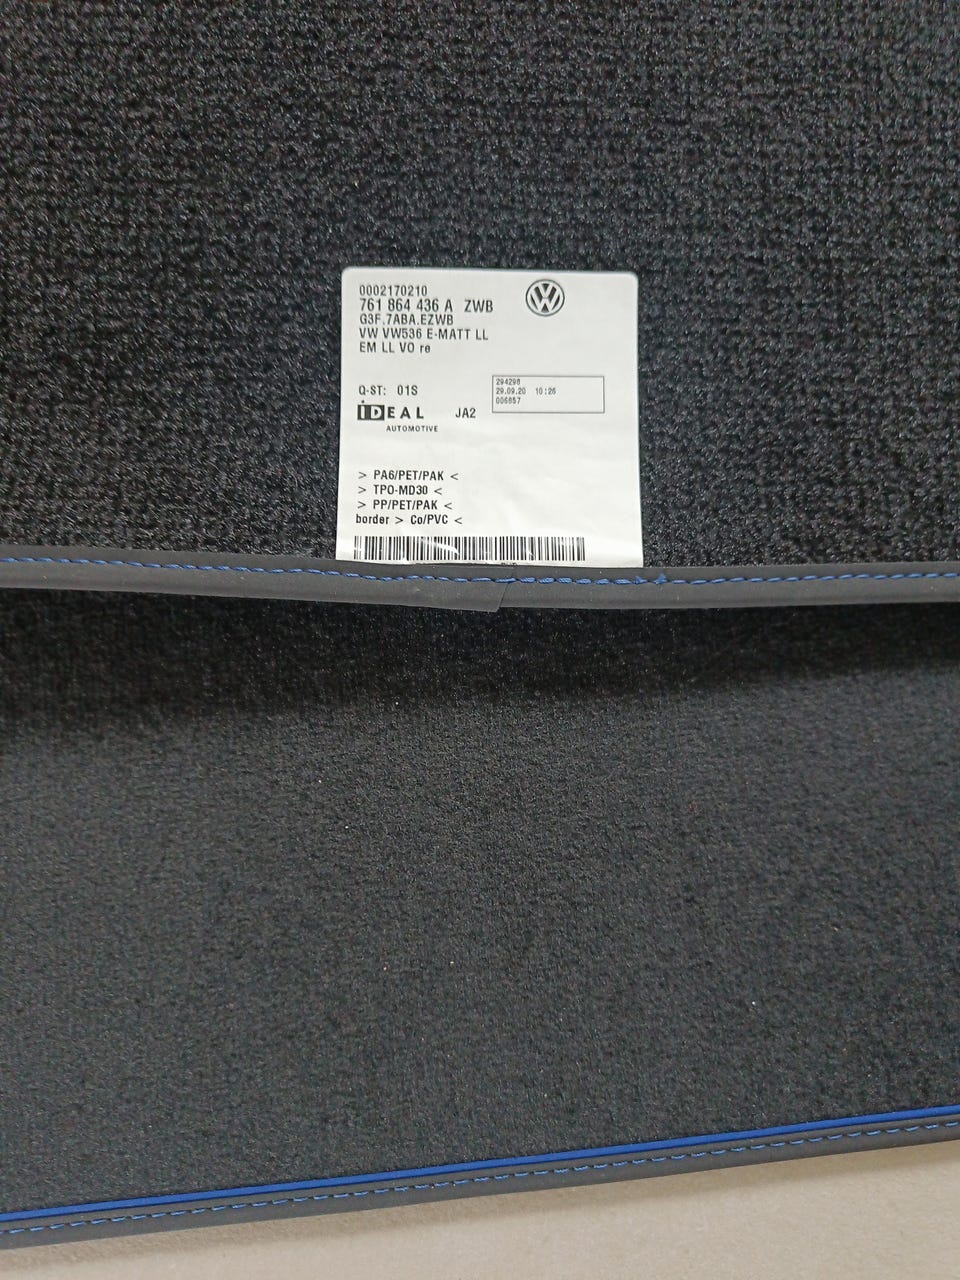 0002170210
761 864 436 A ZWB
G3F.7ABA.EZWB
VW VW536 E-MATT LL
EM LL VO re
Q-ST: 01S
294298
29.09.20 10:26
006657
iDEAL JA2
AUTOMOTIVE
> PA6/PET/PAK <
> TPO-MD30 <
> PP/PET/PAK <
border > Co/PVC <